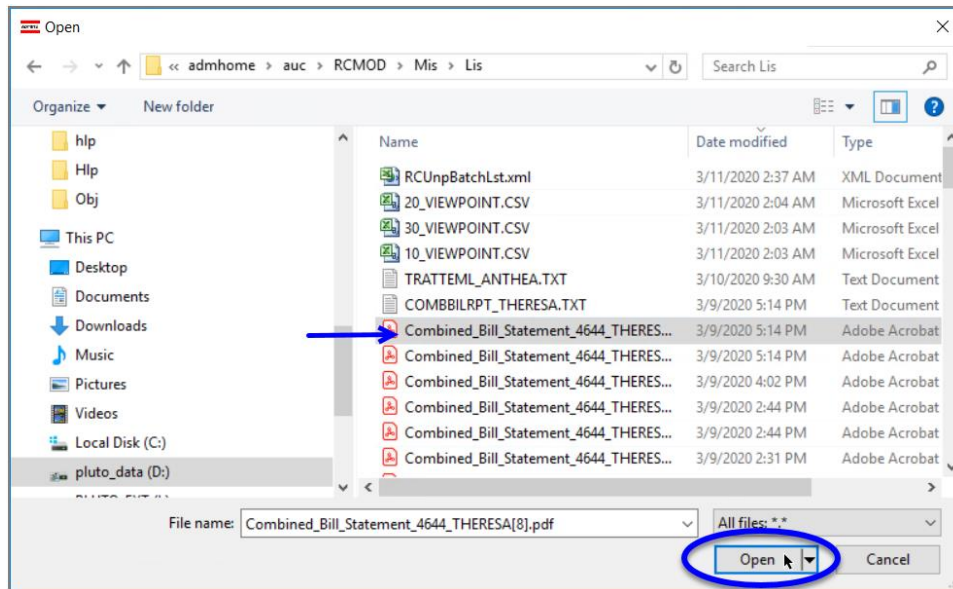 Open
« admhome > auc > RCMOD > Mis > Lis
Search Lis
Organize
New folder
hlp
Hlp
Obj
This PC
Desktop
Documents
Downloads
Music
Pictures
Videos
Local Disk (C:)
pluto_data (D:)
Name Date modified Type
RCUnpBatchLst.xml 3/11/2020 2:37 AM XML Document
20_VIEWPOINT.CSV 3/11/2020 2:04 AM Microsoft Excel
30_VIEWPOINT.CSV 3/11/2020 2:03 AM Microsoft Excel
10_VIEWPOINT.CSV 3/11/2020 2:03 AM Microsoft Excel
TRATTEML_ANTHEA.TXT 3/10/2020 9:30 AM Text Document
COMBBILRPT_THERESA.TXT 3/9/2020 5:14 PM Text Document
Combined_Bill_Statement_4644_THERES... 3/9/2020 5:14 PM Adobe Acrobat
Combined_Bill_Statement_4644_THERES... 3/9/2020 5:14 PM Adobe Acrobat
Combined_Bill_Statement_4644_THERES... 3/9/2020 4:02 PM Adobe Acrobat
Combined_Bill_Statement_4644_THERES... 3/9/2020 2:44 PM Adobe Acrobat
Combined_Bill_Statement_4644_THERES... 3/9/2020 2:44 PM Adobe Acrobat
Combined_Bill_Statement_4644_THERES... 3/9/2020 2:31 PM Adobe Acrobat
File name: Combined_Bill_Statement_4644_THERESA[8].pdf
All files: *.*
Open
Cancel